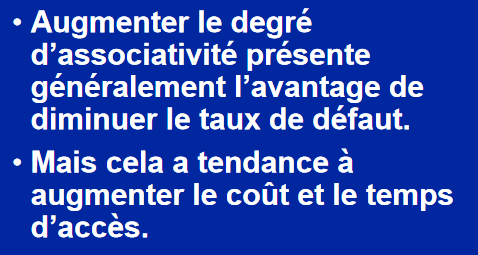 • Augmenter le degré
d’associativité présente
généralement l’avantage de
diminuer le taux de défaut.
• Mais cela a tendance à
augmenter le coût et le temps
d’accès.